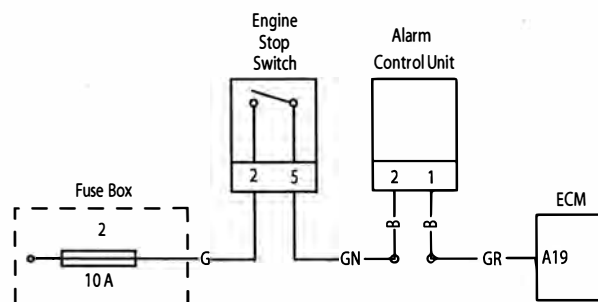 Engine
Stop
Switch
Alarm
Control Unit
2 5
2 1
Fuse Box
2
10 A
G
GN
B
B
GR
ECM
A19